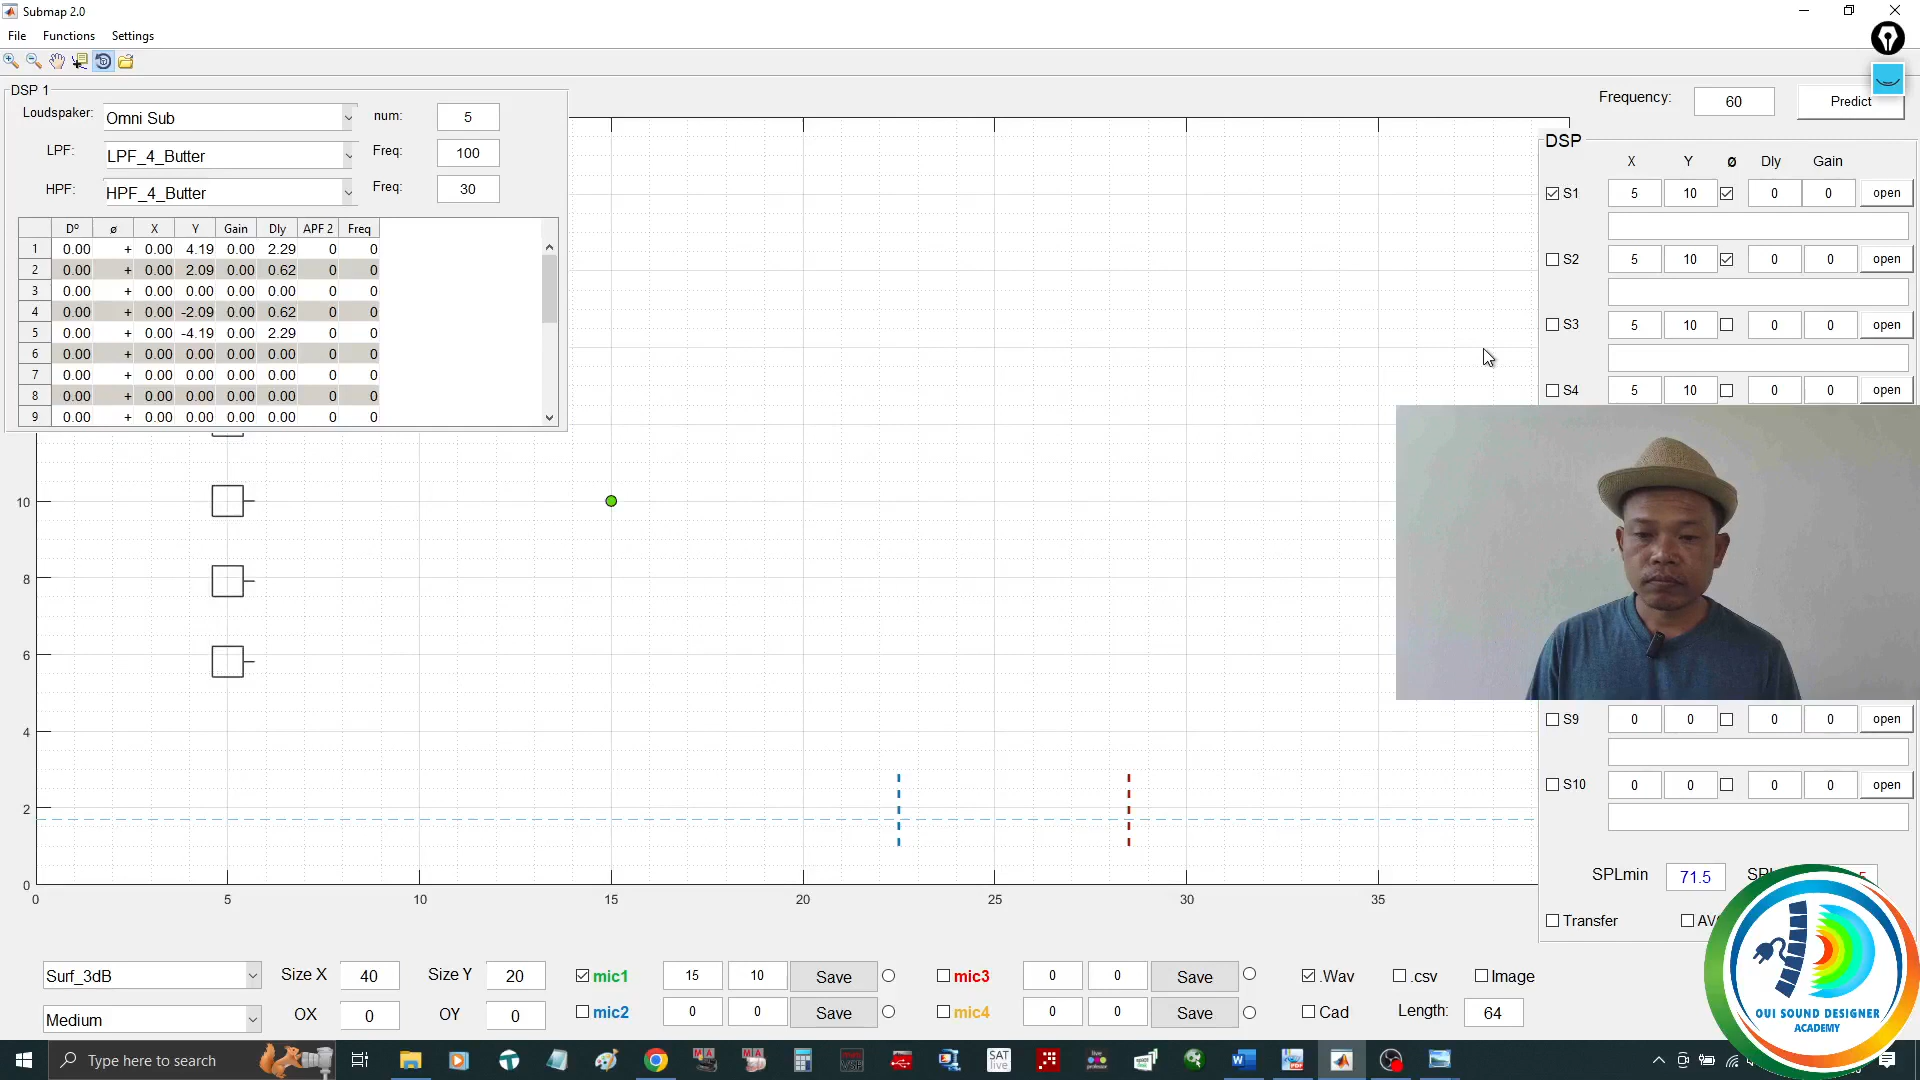 Submap 2.0
File Functions Settings
DSP 1
Loudspaker: Omni Sub num: 5
LPF: LPF_4_Butter Freq: 100
HPF: HPF_4_Butter Freq: 30
Dº ø X Y Gain Dly APF 2 Freq
1 0.00 + 0.00 4.19 0.00 2.29 0 0
2 0.00 + 0.00 2.09 0.00 0.62 0 0
3 0.00 + 0.00 0.00 0.00 0.00 0 0
4 0.00 + 0.00 -2.09 0.00 0.62 0 0
5 0.00 + 0.00 -4.19 0.00 2.29 0 0
6 0.00 + 0.00 0.00 0.00 0.00 0 0
7 0.00 + 0.00 0.00 0.00 0.00 0 0
8 0.00 + 0.00 0.00 0.00 0.00 0 0
9 0.00 + 0.00 0.00 0.00 0.00 0 0
10
8
6
4
2
0
0 5 10 15 20 25 30 35
Frequency: 60 Predict
DSP
X Y ø Dly Gain
S1 5 10 0 0 open
S2 5 10 0 0 open
S3 5 10 0 0 open
S4 5 10 0 0 open
S9 0 0 0 0 open
S10 0 0 0 0 open
SPLmin 71.5
Transfer
Surf_3dB Size X 40 Size Y 20 mic1 15 10 Save mic3 0 0 Save .Wav .csv Image
Medium OX 0 OY 0 mic2 0 0 Save mic4 0 0 Save Cad Length: 64
OUI SOUND DESIGNER
ACADEMY
Type here to search